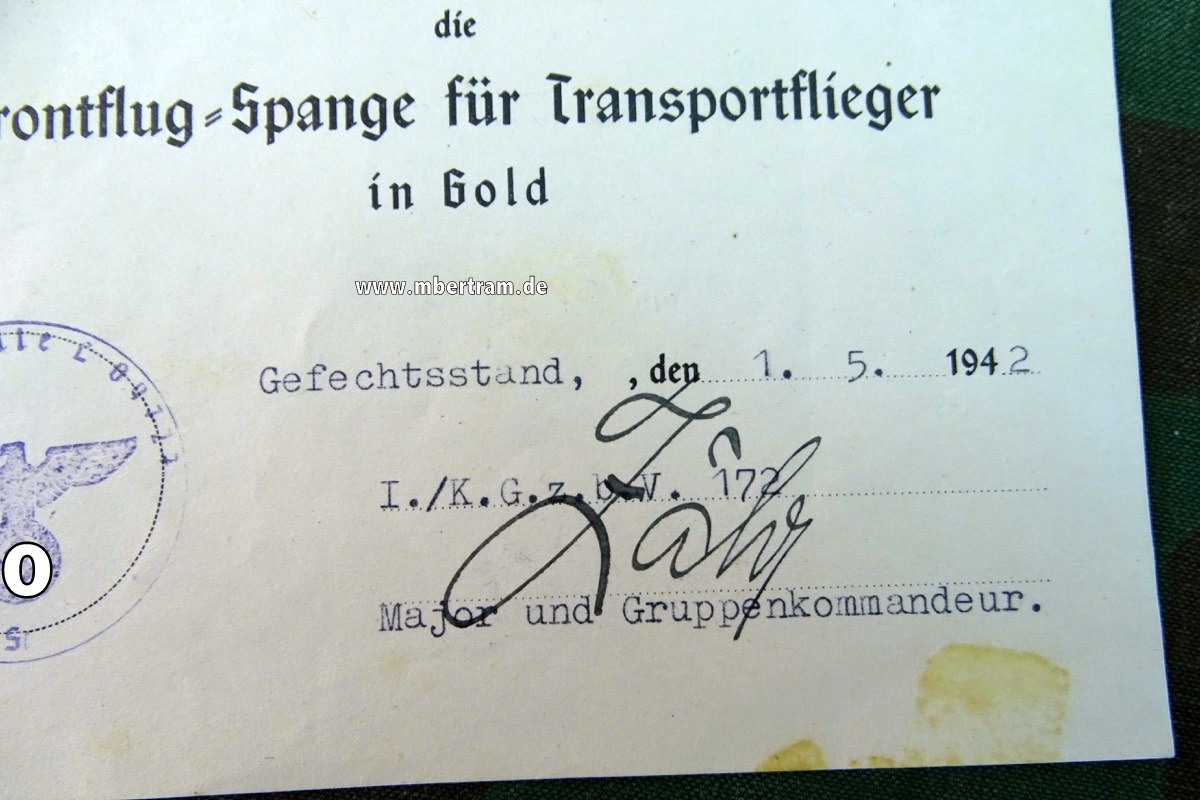 die
rontflug-Spange für Transportflieger
in Gold
www.mbertram.de
Gefechtsstand, , den 1. 5. 1942
I./K.G.z.b.V. 172
Major und Gruppenkommandeur.